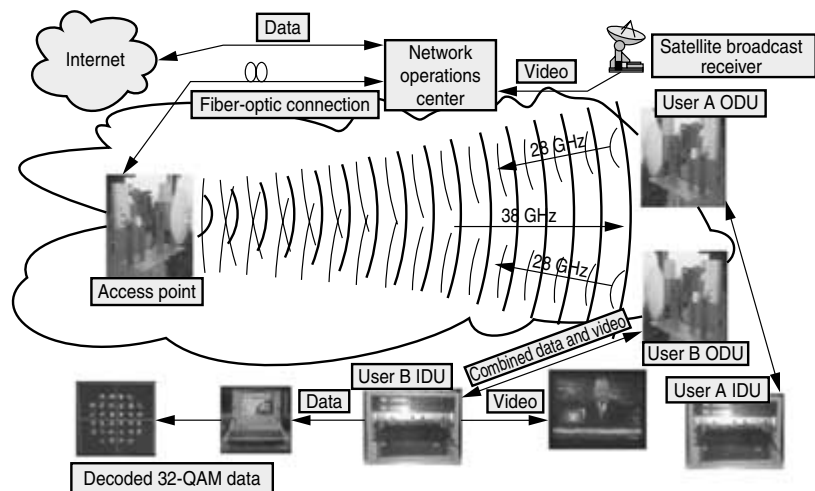 Data
Internet
Network
operations
center
Video
Satellite broadcast
receiver
Fiber-optic connection
User A ODU
28 GHz
38 GHz
28 GHz
Access point
User B ODU
Combined data and video
User B IDU
User A IDU
Data
Video
Decoded 32-QAM data